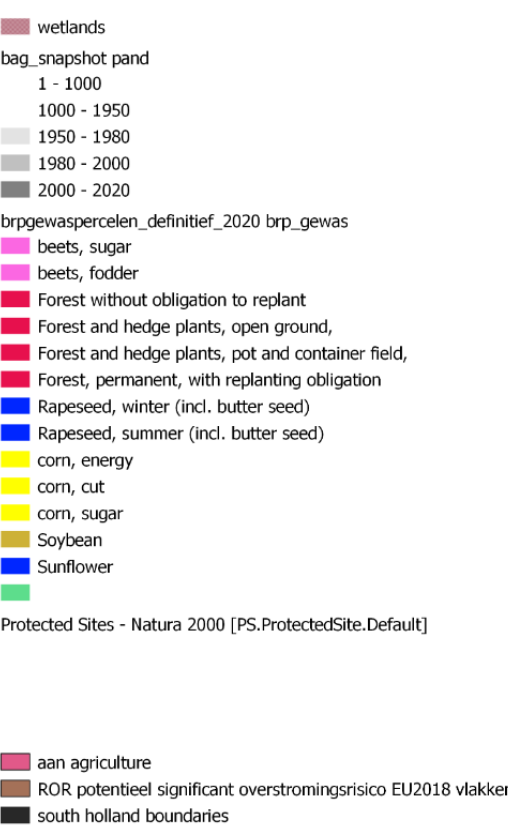 wetlands
bag_snapshot pand
1 - 1000
1000 - 1950
1950 - 1980
1980 - 2000
2000 - 2020
brpgewaspercelen_definitief_2020 brp_gewas
beets, sugar
beets, fodder
Forest without obligation to replant
Forest and hedge plants, open ground,
Forest and hedge plants, pot and container field,
Forest, permanent, with replanting obligation
Rapeseed, winter (incl. butter seed)
Rapeseed, summer (incl. butter seed)
corn, energy
corn, cut
corn, sugar
Soybean
Sunflower
Protected Sites - Natura 2000 [PS.ProtectedSite.Default]
aan agriculture
ROR potentieel significant overstromingsrisico EU2018 vlakken
south holland boundaries